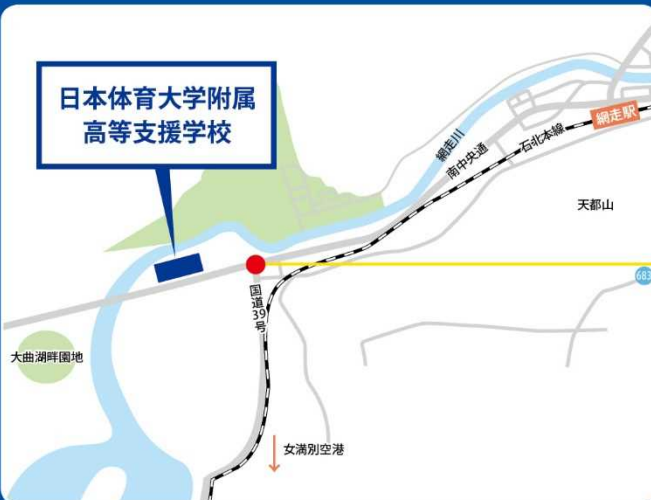 日本体育大学附属
高等支援学校
網走川
南中央通
石北本線
網走駅
天都山
683
国道39号
大曲湖畔園地
女満別空港